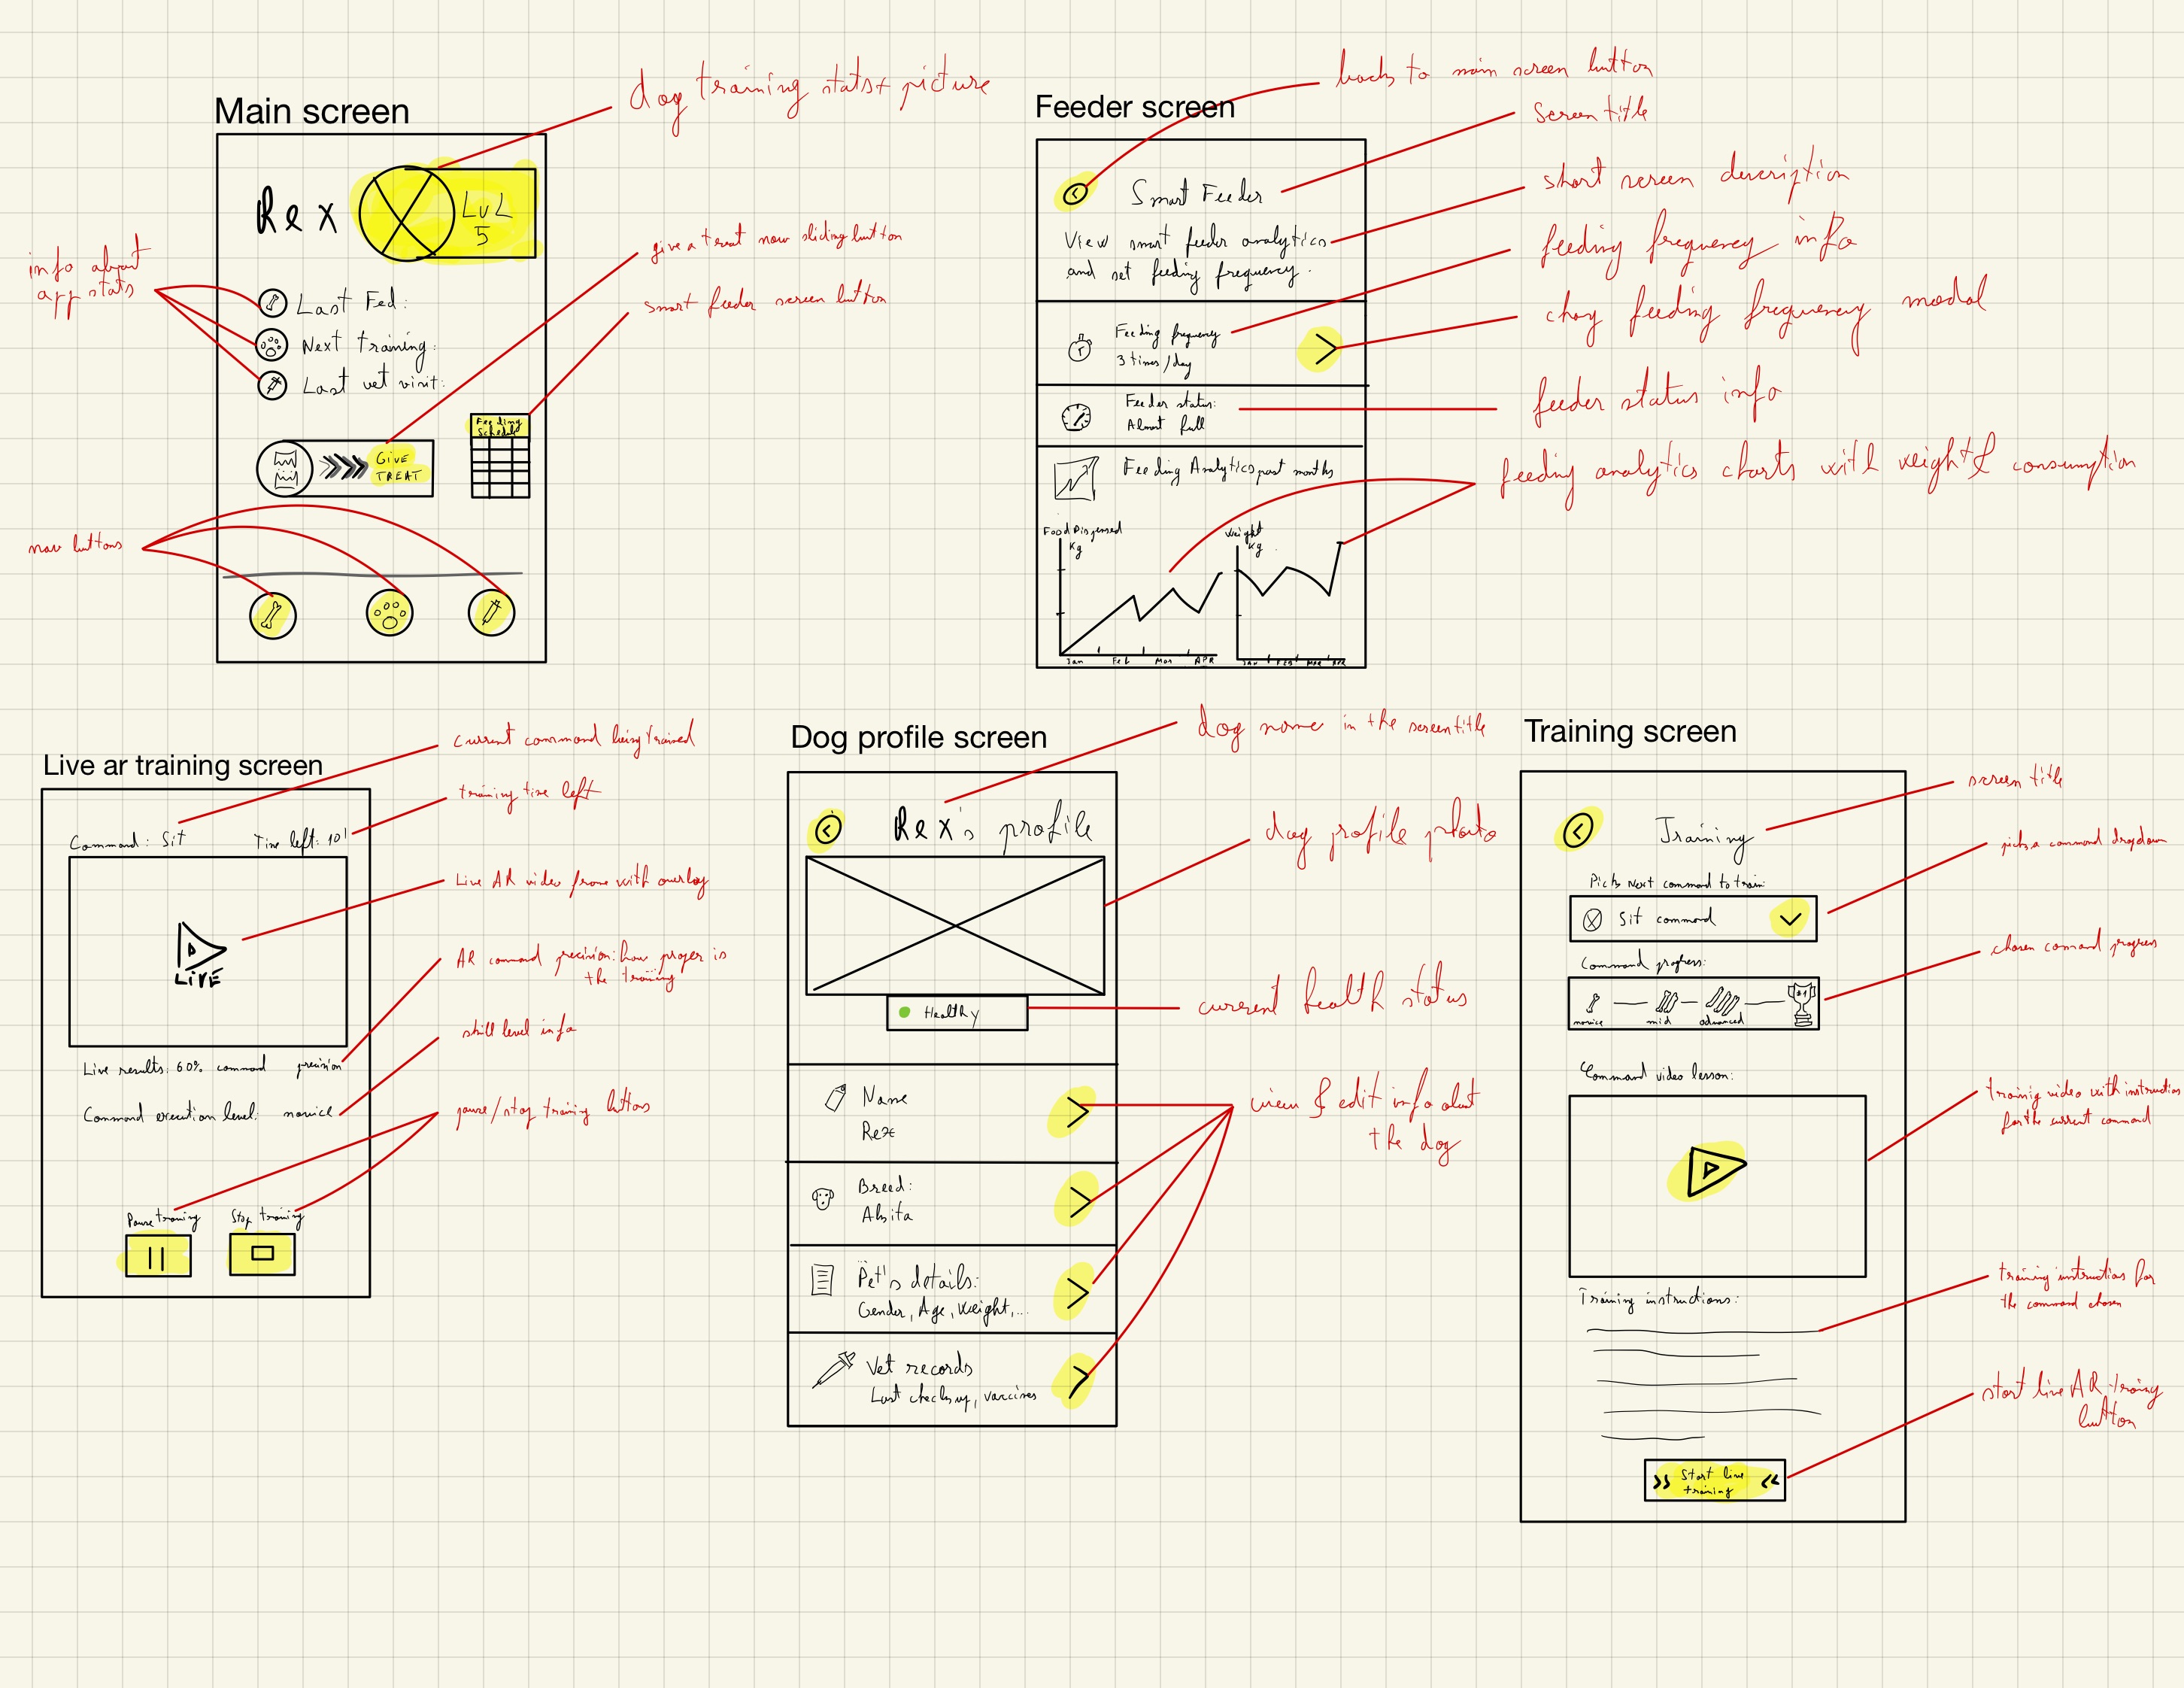 Main screen
dog training stats+ picture
Rex
LVL
5
give a treat now sliding button
smart feeder screen button
info about
app stats
Last Fed:
Next training:
Last vet visit:
GIVE
TREAT
Feeding
Schedule
nav buttons
Feeder screen
back to main screen button
screen title
Smart Feeder
short screen description
View smart feeder analytics
and set feeding frequency.
feeding frequency info
Feeding frequency
3 times/day
feeding frequency modal
Feeder status:
Almost full
feeder status info
Feeding Analytics past months
feeding analytics charts with weight & consumption
Food Dispensed
Kg
Jan Feb Mar APR
Weight
Kg
JAN FEB MAR APR
Live ar training screen
current command being trained
training time left
Command: Sit
Time left: 10'
Live AR video frame with overlay
LIVE
AR command precision: how proper is
the training
Live results: 60% command precision
skill level info
Command execution level: novice
pause/stop training buttons
Pause training
Stop training
Dog profile screen
dog name in the screen title
Rex's profile
dog profile photo
Healthy
current health status
Name
Rex
view & edit info about
the dog
Breed:
Akita
Pet's details:
Gender, Age, Weight,...
Vet records
Last checkup, vaccines
Training screen
screen title
Training
pick a command dropdown
Pick next command to train:
Sit command
chosen command progress
Command progress:
novice mid advanced
#1
Command video lesson:
training video with instructions
for the current command
Training instructions:
training instructions for
the command chosen
start live AR training
button
Start live
training